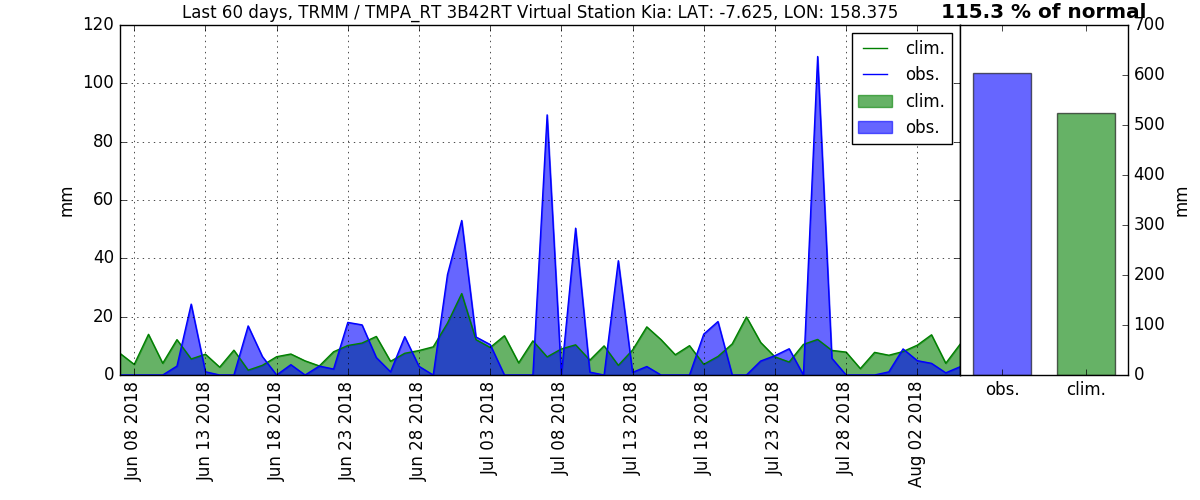 Last 60 days, TRMM / TMPA_RT 3B42RT Virtual Station Kia: LAT: -7.625, LON: 158.375
115.3 % of normal
120
100
80
60
40
20
0
mm
clim.
obs.
clim.
obs.
700
600
500
400
300
200
100
0
mm
obs.
clim.
Jun 08 2018
Jun 13 2018
Jun 18 2018
Jun 23 2018
Jun 28 2018
Jul 03 2018
Jul 08 2018
Jul 13 2018
Jul 18 2018
Jul 23 2018
Jul 28 2018
Aug 02 2018